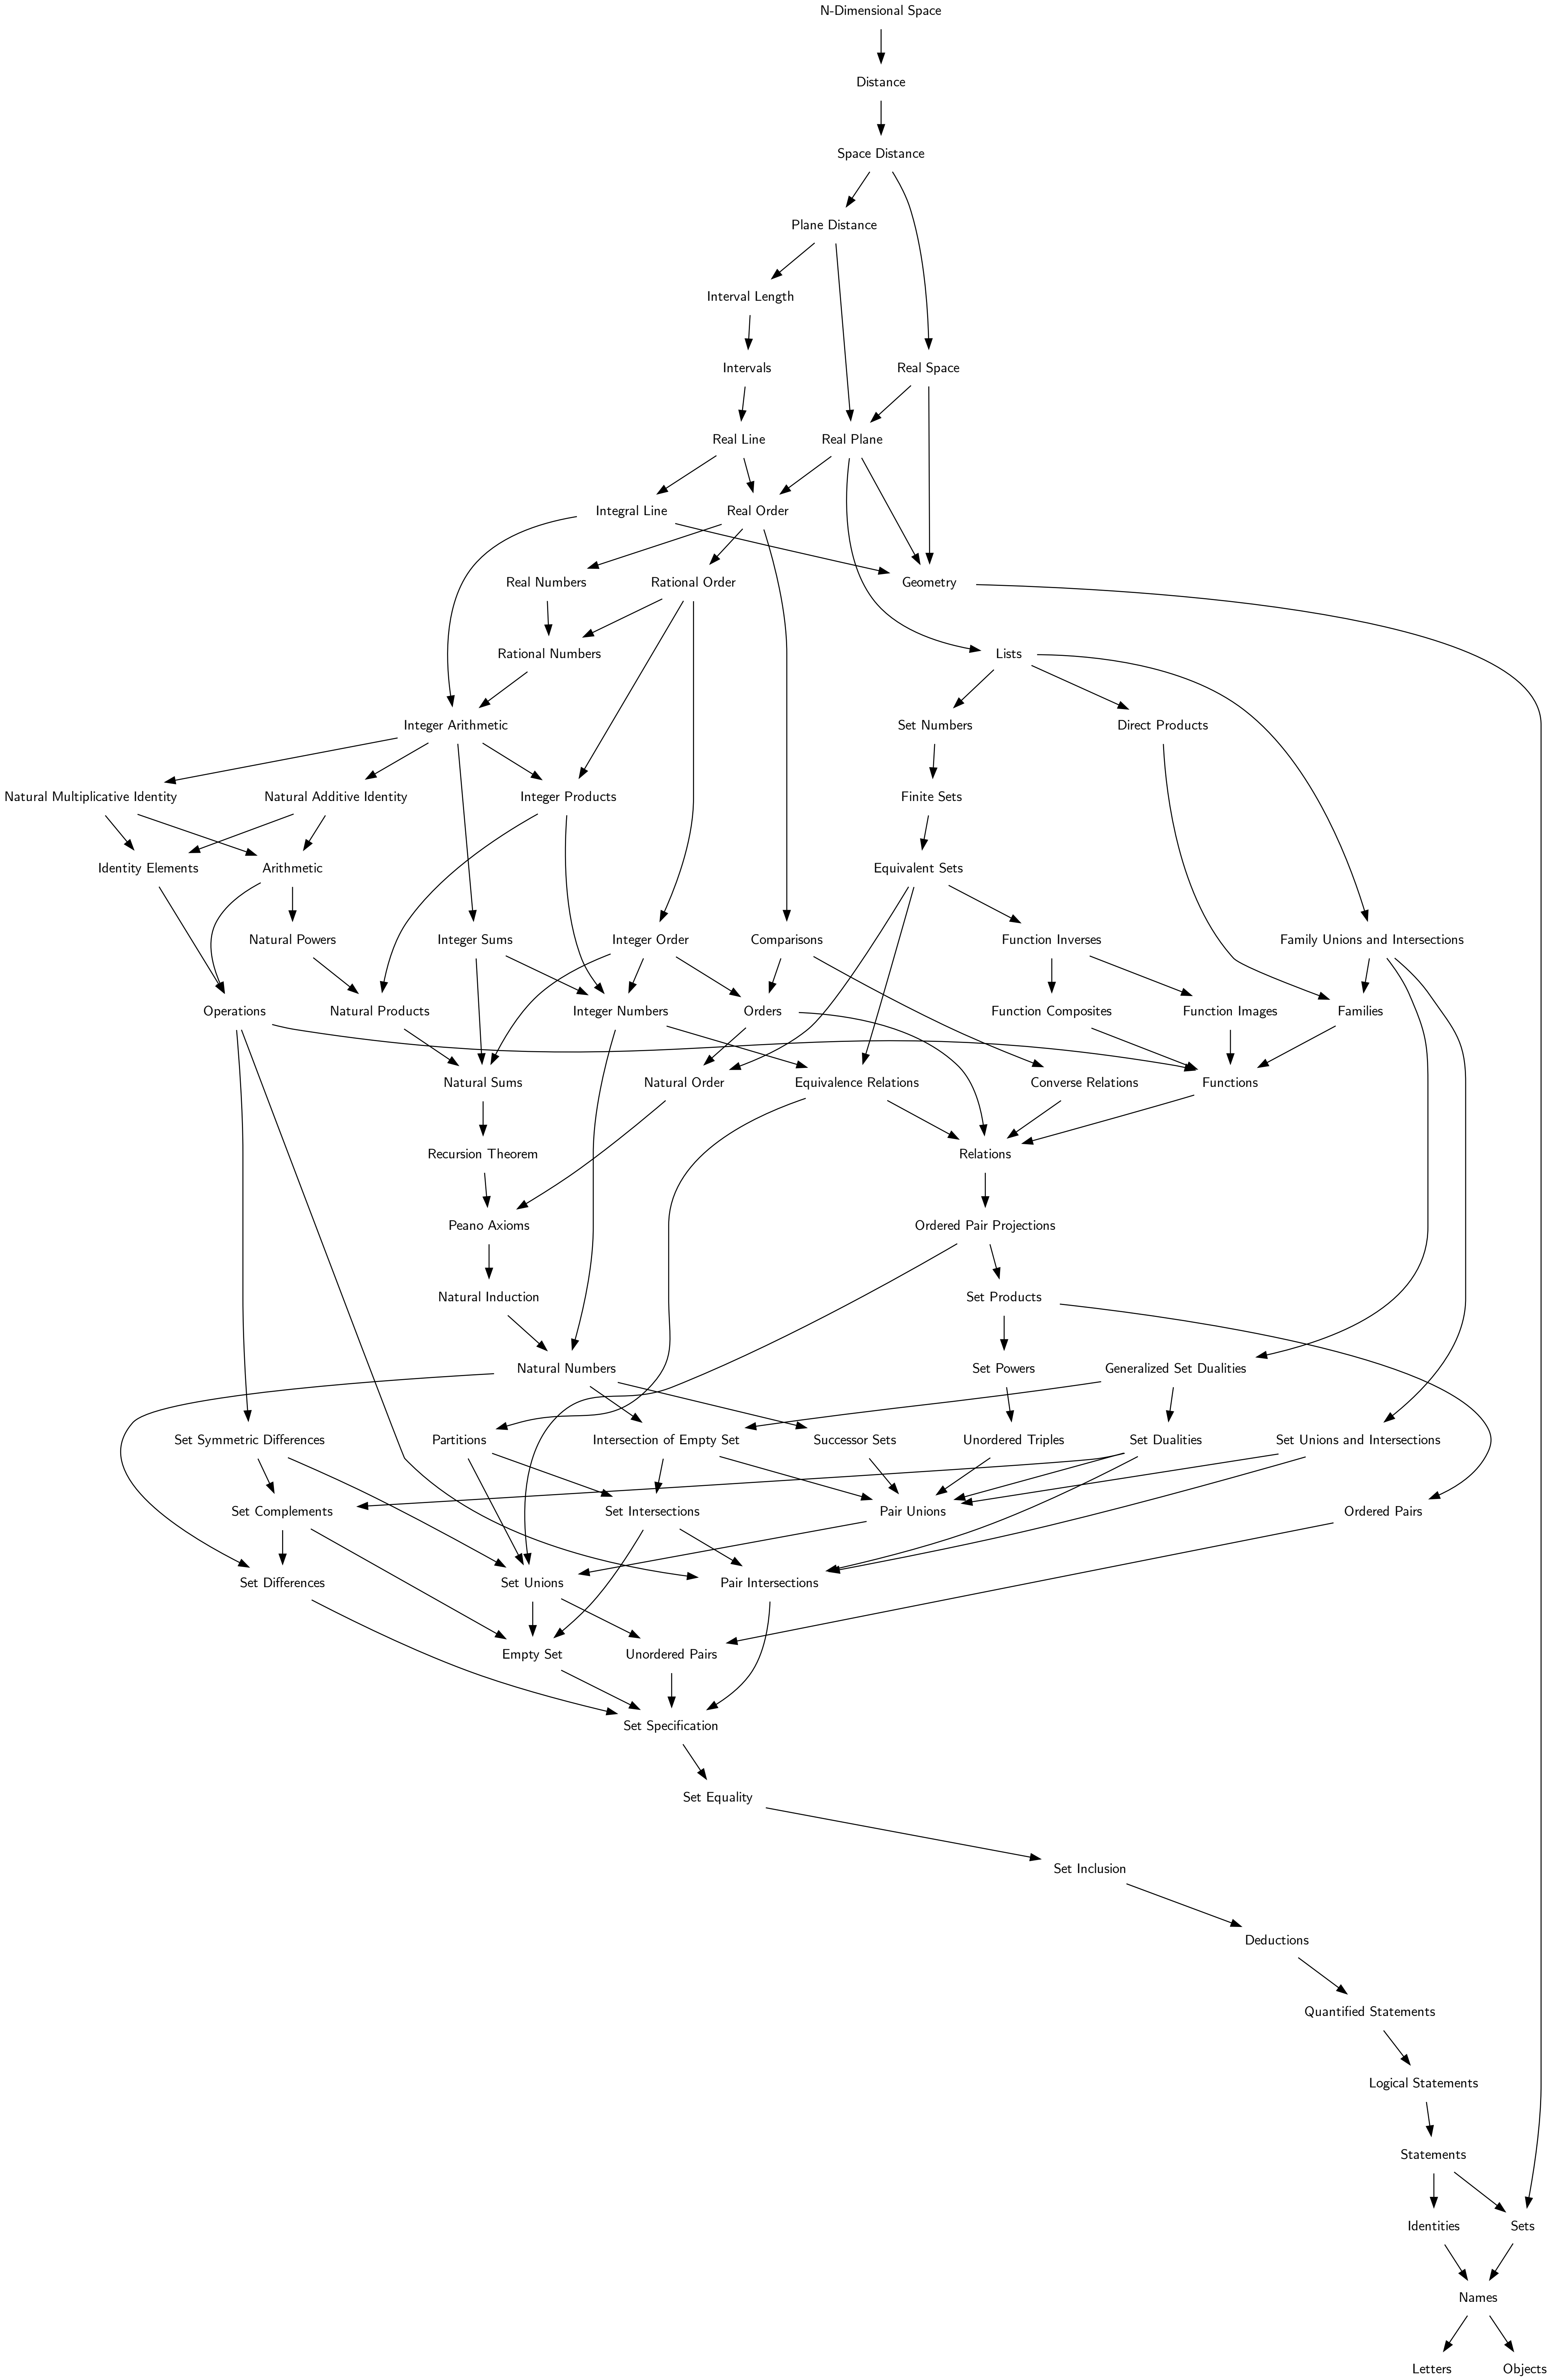 N-Dimensional Space
Distance
Space Distance
Plane Distance
Interval Length
Intervals
Real Space
Real Line
Real Plane
Integral Line
Real Order
Real Numbers
Rational Order
Geometry
Rational Numbers
Lists
Integer Arithmetic
Set Numbers
Direct Products
Natural Multiplicative Identity
Natural Additive Identity
Integer Products
Finite Sets
Identity Elements
Arithmetic
Equivalent Sets
Natural Powers
Integer Sums
Integer Order
Comparisons
Function Inverses
Family Unions and Intersections
Operations
Natural Products
Integer Numbers
Orders
Function Composites
Function Images
Families
Natural Sums
Natural Order
Equivalence Relations
Converse Relations
Functions
Recursion Theorem
Relations
Peano Axioms
Ordered Pair Projections
Natural Induction
Set Products
Natural Numbers
Set Powers
Generalized Set Dualities
Set Symmetric Differences
Partitions
Intersection of Empty Set
Successor Sets
Unordered Triples
Set Dualities
Set Unions and Intersections
Set Complements
Set Intersections
Pair Unions
Ordered Pairs
Set Differences
Set Unions
Pair Intersections
Empty Set
Unordered Pairs
Set Specification
Set Equality
Set Inclusion
Deductions
Quantified Statements
Logical Statements
Statements
Identities
Sets
Names
Letters
Objects